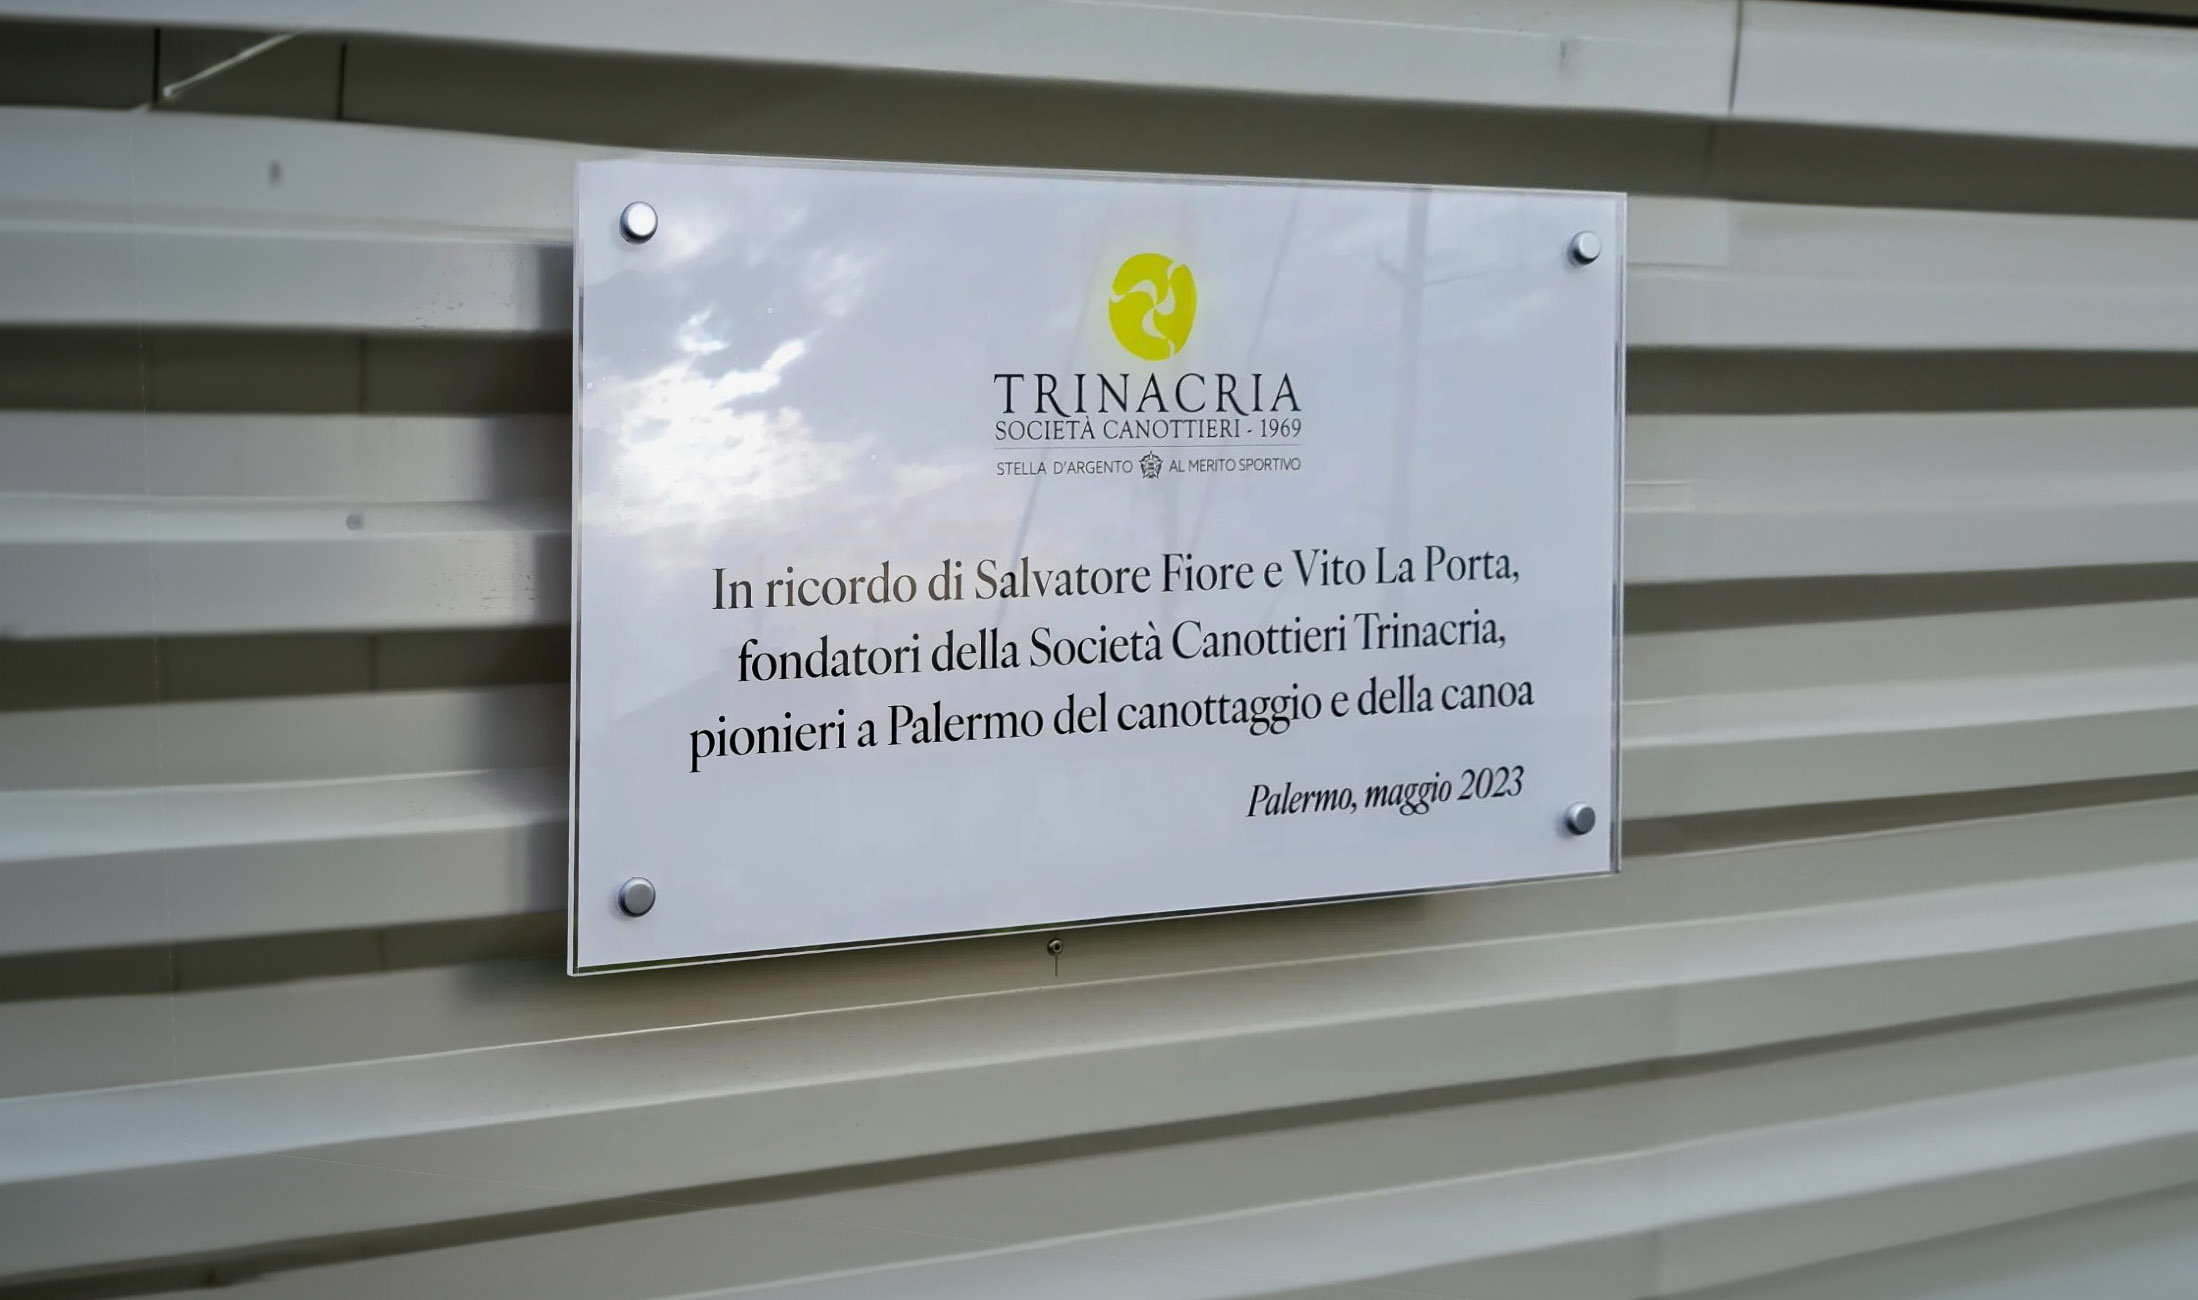 TRINACRIA
SOCIETÀ CANOTTIERI - 1969
STELLA D'ARGENTO AL MERITO SPORTIVO
In ricordo di Salvatore Fiore e Vito La Porta,
fondatori della Società Canottieri Trinacria,
pionieri a Palermo del canottaggio e della canoa
Palermo, maggio 2023